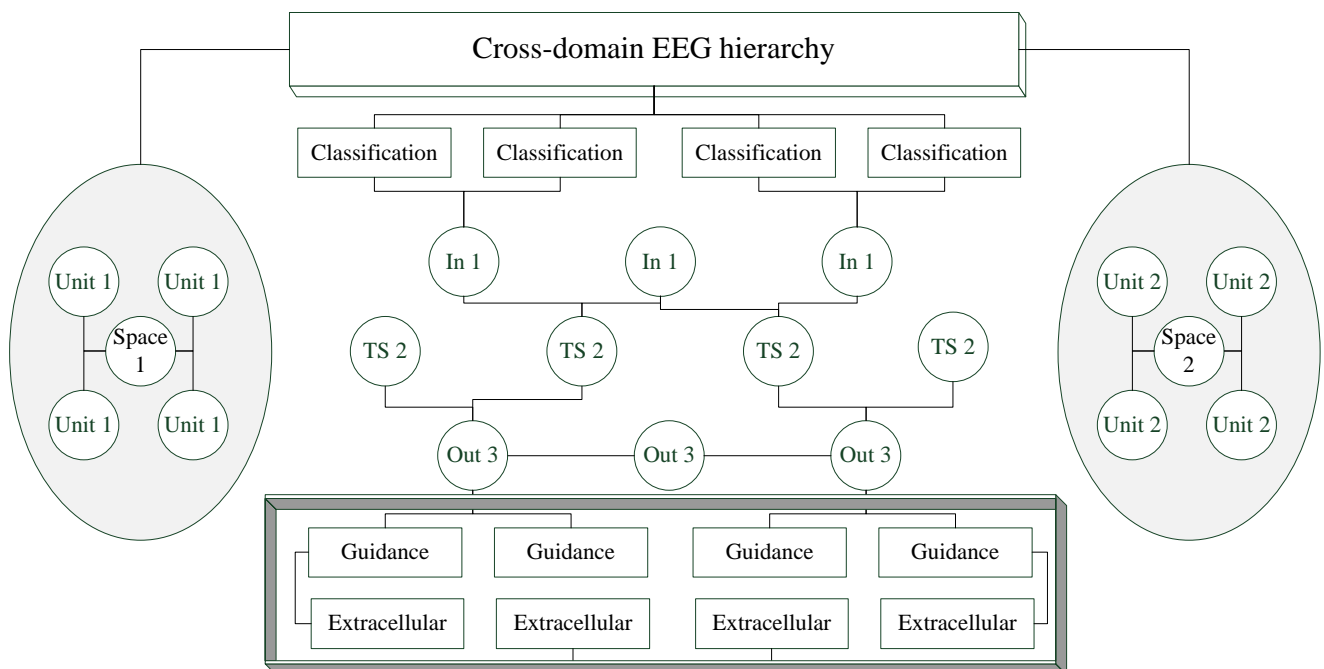 Cross-domain EEG hierarchy
Classification
Classification
Classification
Classification
In 1
In 1
In 1
Unit 1
Unit 1
Space
1
Unit 1
Unit 1
TS 2
TS 2
TS 2
TS 2
Unit 2
Unit 2
Space
2
Unit 2
Unit 2
Out 3
Out 3
Out 3
Guidance
Guidance
Guidance
Guidance
Extracellular
Extracellular
Extracellular
Extracellular